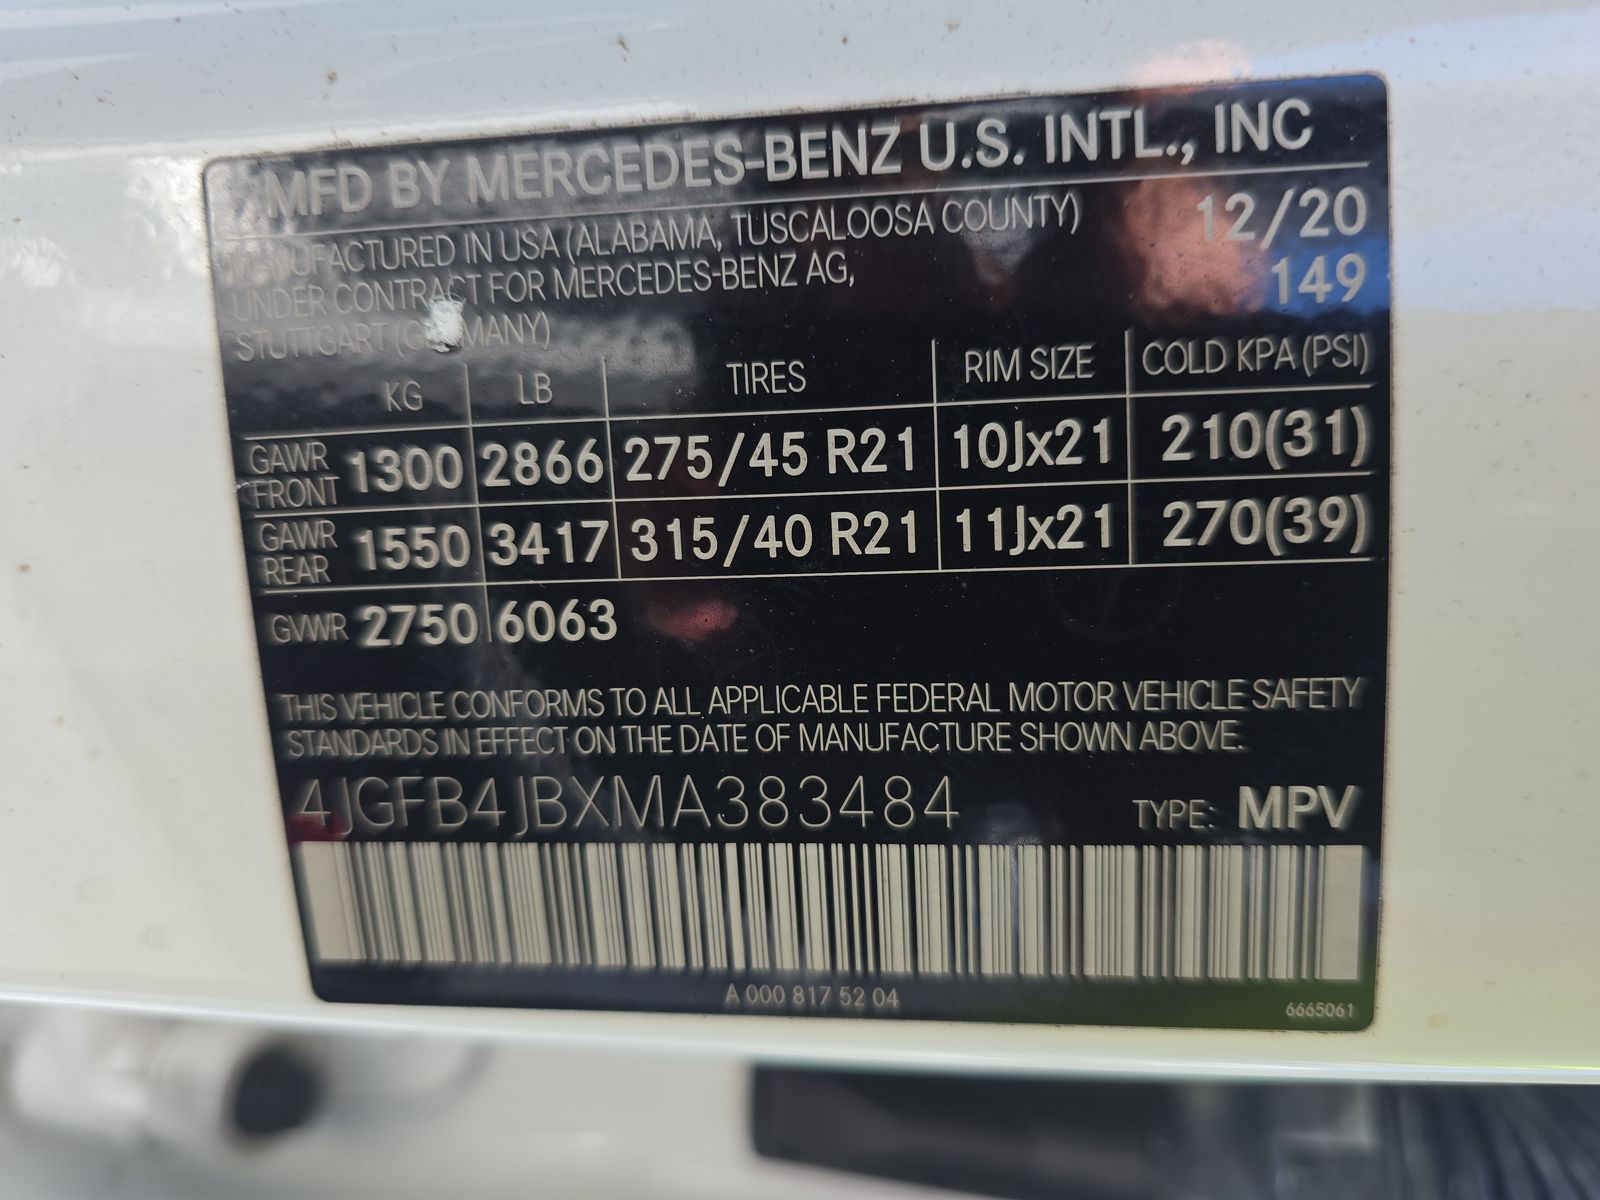 MFD BY MERCEDES-BENZ U.S. INTL., INC
MANUFACTURED IN USA (ALABAMA, TUSCALOOSA COUNTY) 12/20
UNDER CONTRACT FOR MERCEDES-BENZ AG, 149
STUTTGART (GERMANY)
KG LB TIRES RIM SIZE COLD KPA (PSI)
GAWR FRONT 1300 2866 275/45 R21 10Jx21 210(31)
GAWR REAR 1550 3417 315/40 R21 11Jx21 270(39)
GVWR 2750 6063
THIS VEHICLE CONFORMS TO ALL APPLICABLE FEDERAL MOTOR VEHICLE SAFETY
STANDARDS IN EFFECT ON THE DATE OF MANUFACTURE SHOWN ABOVE.
4JGFB4JBXMA383484 TYPE: MPV
A 000 817 52 04 6665061